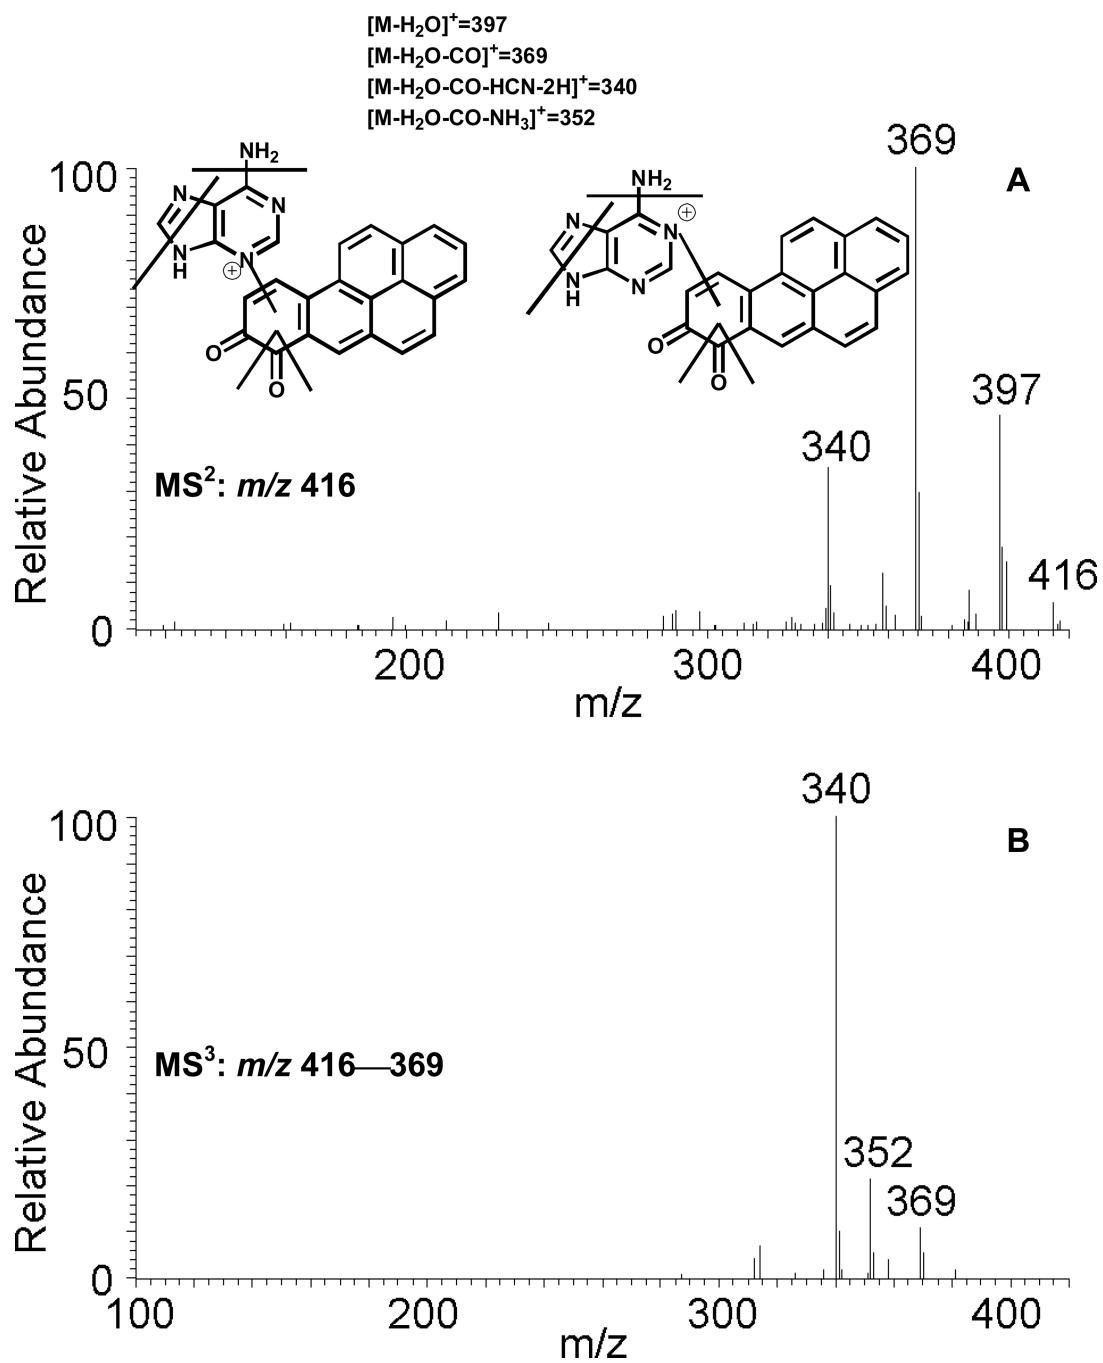 [M-H₂O]⁺=397
[M-H₂O-CO]⁺=369
[M-H₂O-CO-HCN-2H]⁺=340
[M-H₂O-CO-NH₃]⁺=352
369
A
100
50
0
Relative Abundance
NH₂
N
N
N
H
N
⊕
O
O
NH₂
⊕
N
N
N
H
N
O
O
MS²: m/z 416
340
397
416
200
300
400
m/z
340
B
100
50
0
Relative Abundance
MS³: m/z 416—369
352
369
100
200
300
400
m/z